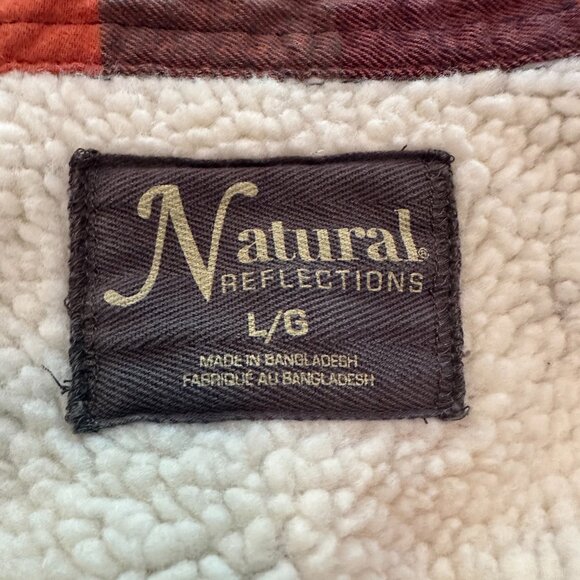 Natural®
REFLECTIONS
L/G
MADE IN BANGLADESH
FABRIQUÉ AU BANGLADESH